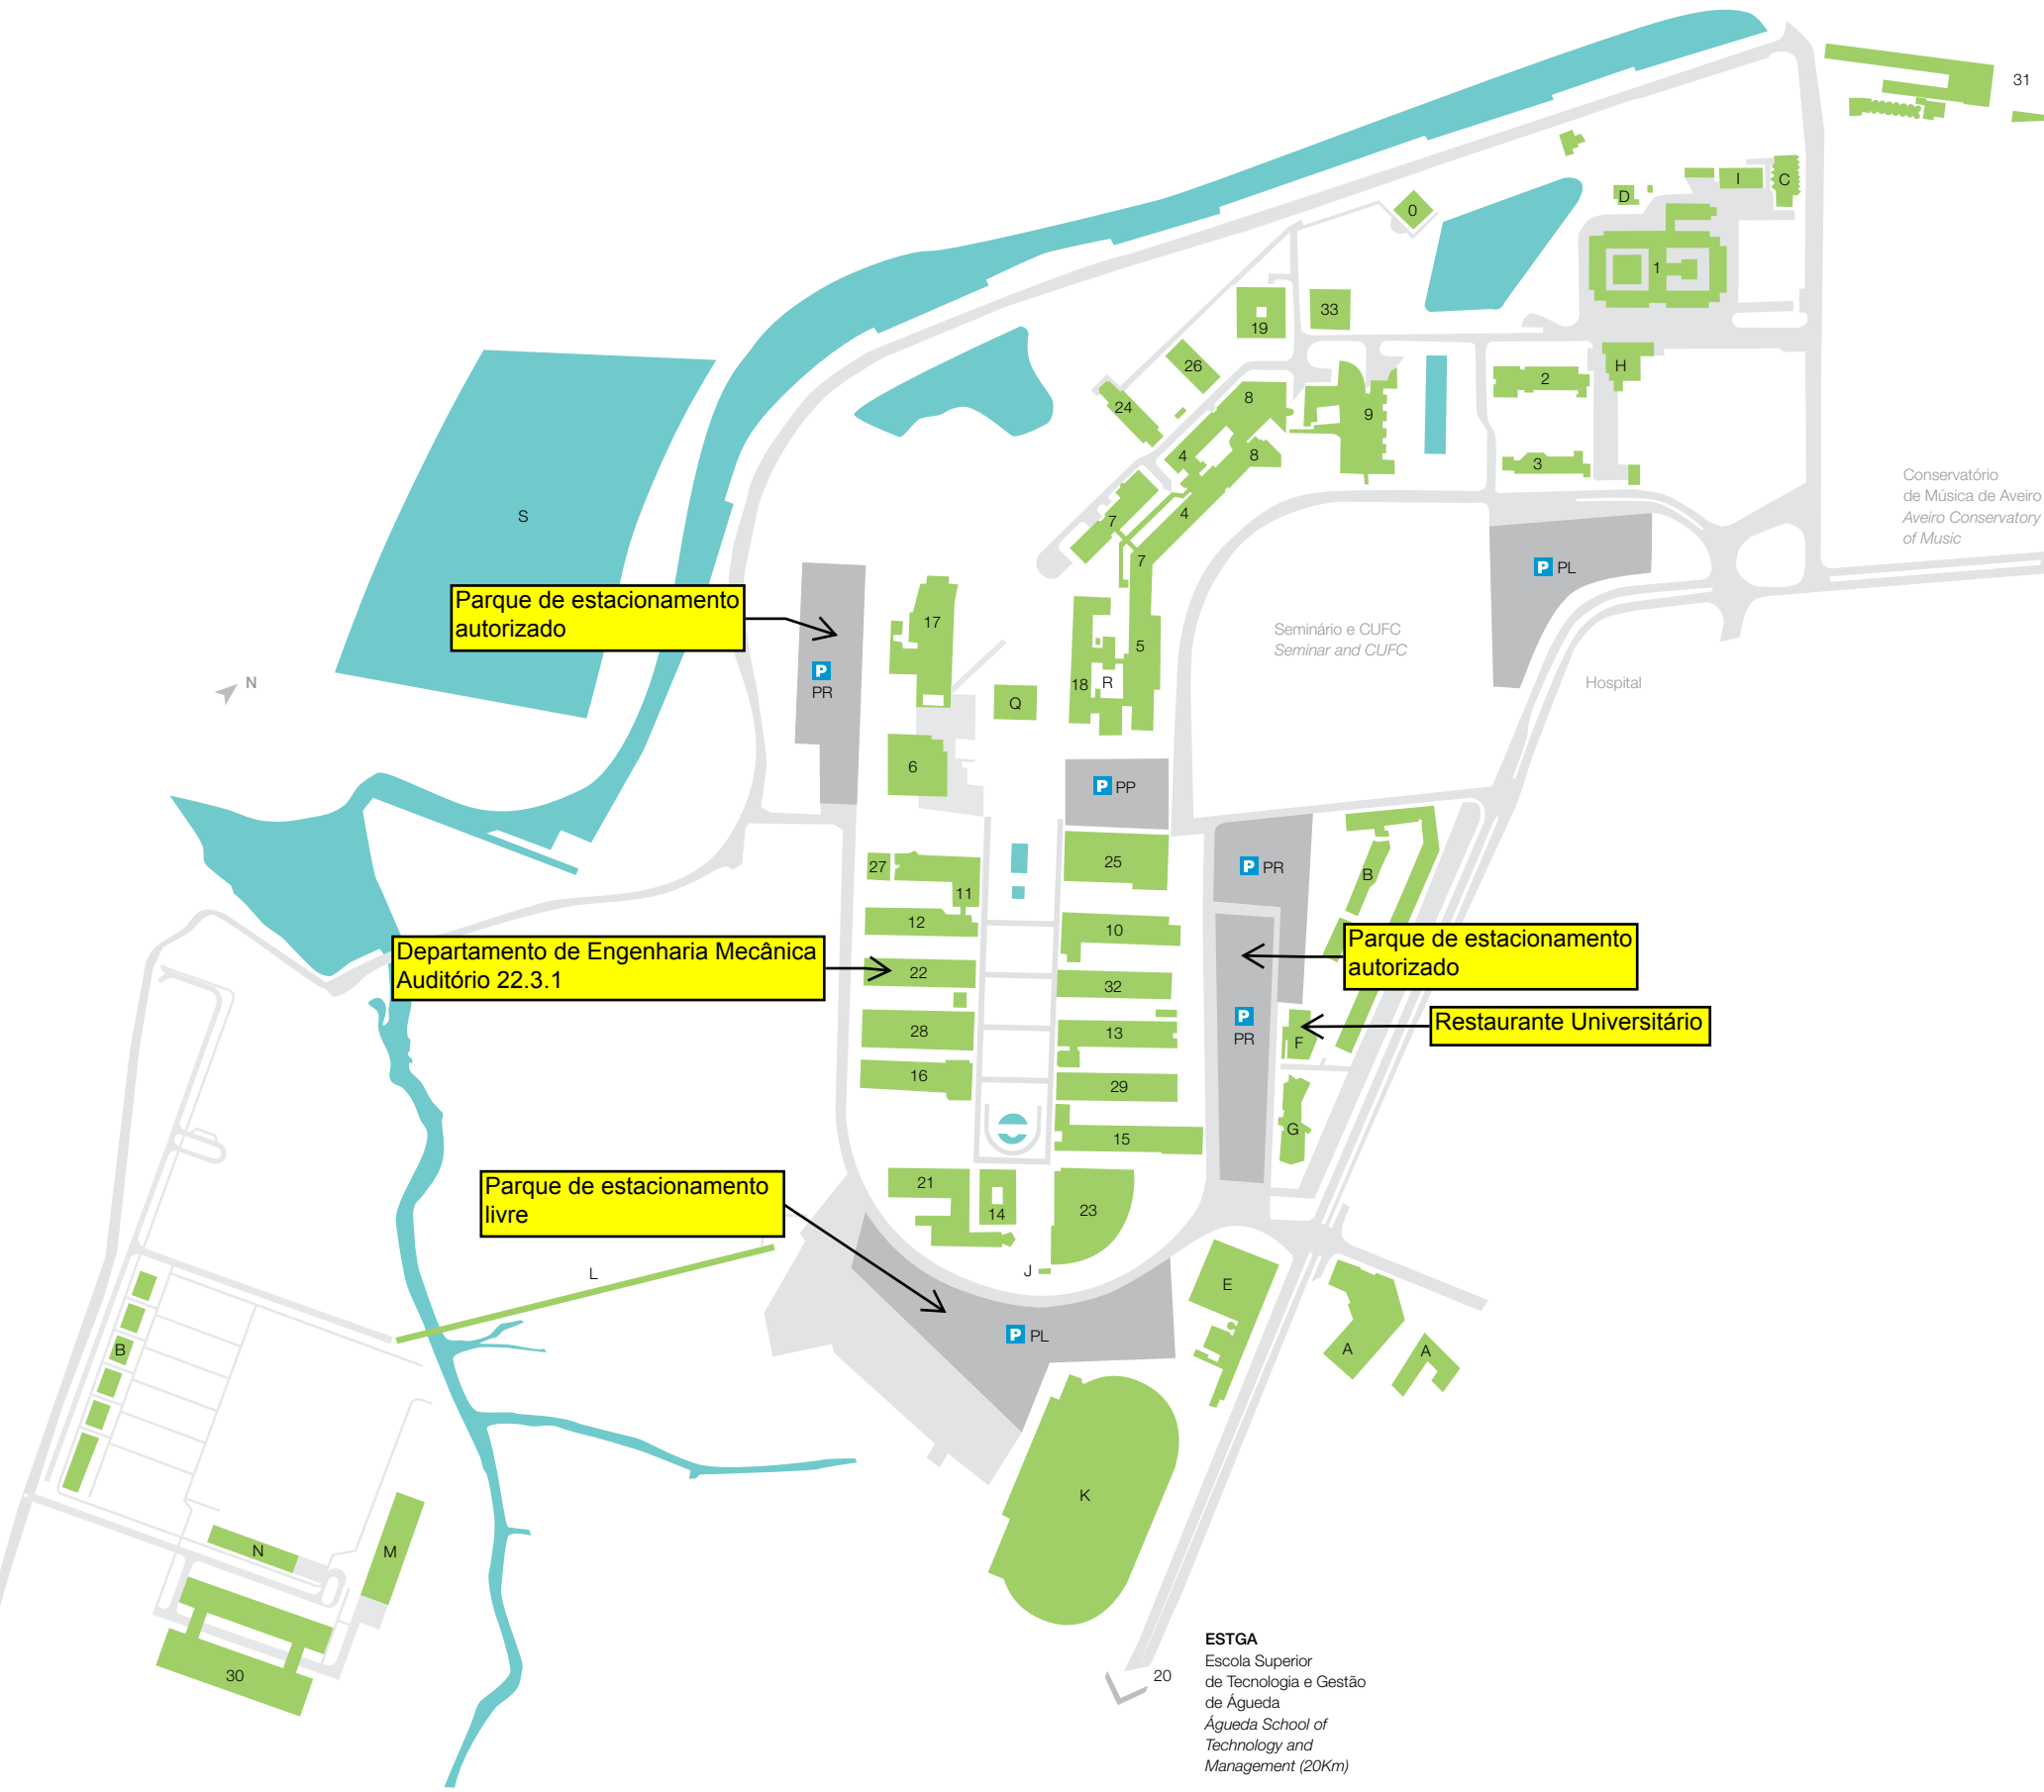 31
I
C
D
0
1
33
19
H
26
2
8
24
9
4
8
3
Conservatório
de Música de Aveiro
Aveiro Conservatory
of Music
S
7
4
7
P PL
Parque de estacionamento
autorizado
17
Seminário e CUFC
Seminar and CUFC
5
P
PR
N
18
R
Hospital
Q
6
P PP
25
27
P PR
B
11
12
10
Parque de estacionamento
autorizado
Departamento de Engenharia Mecânica
Auditório 22.3.1
22
32
P
PR
Restaurante Universitário
28
13
F
16
29
G
15
Parque de estacionamento
livre
21
14
23
L
J
E
P PL
B
A
A
K
N
M
30
20
ESTGA
Escola Superior
de Tecnologia e Gestão
de Águeda
Águeda School of
Technology and
Management (20Km)